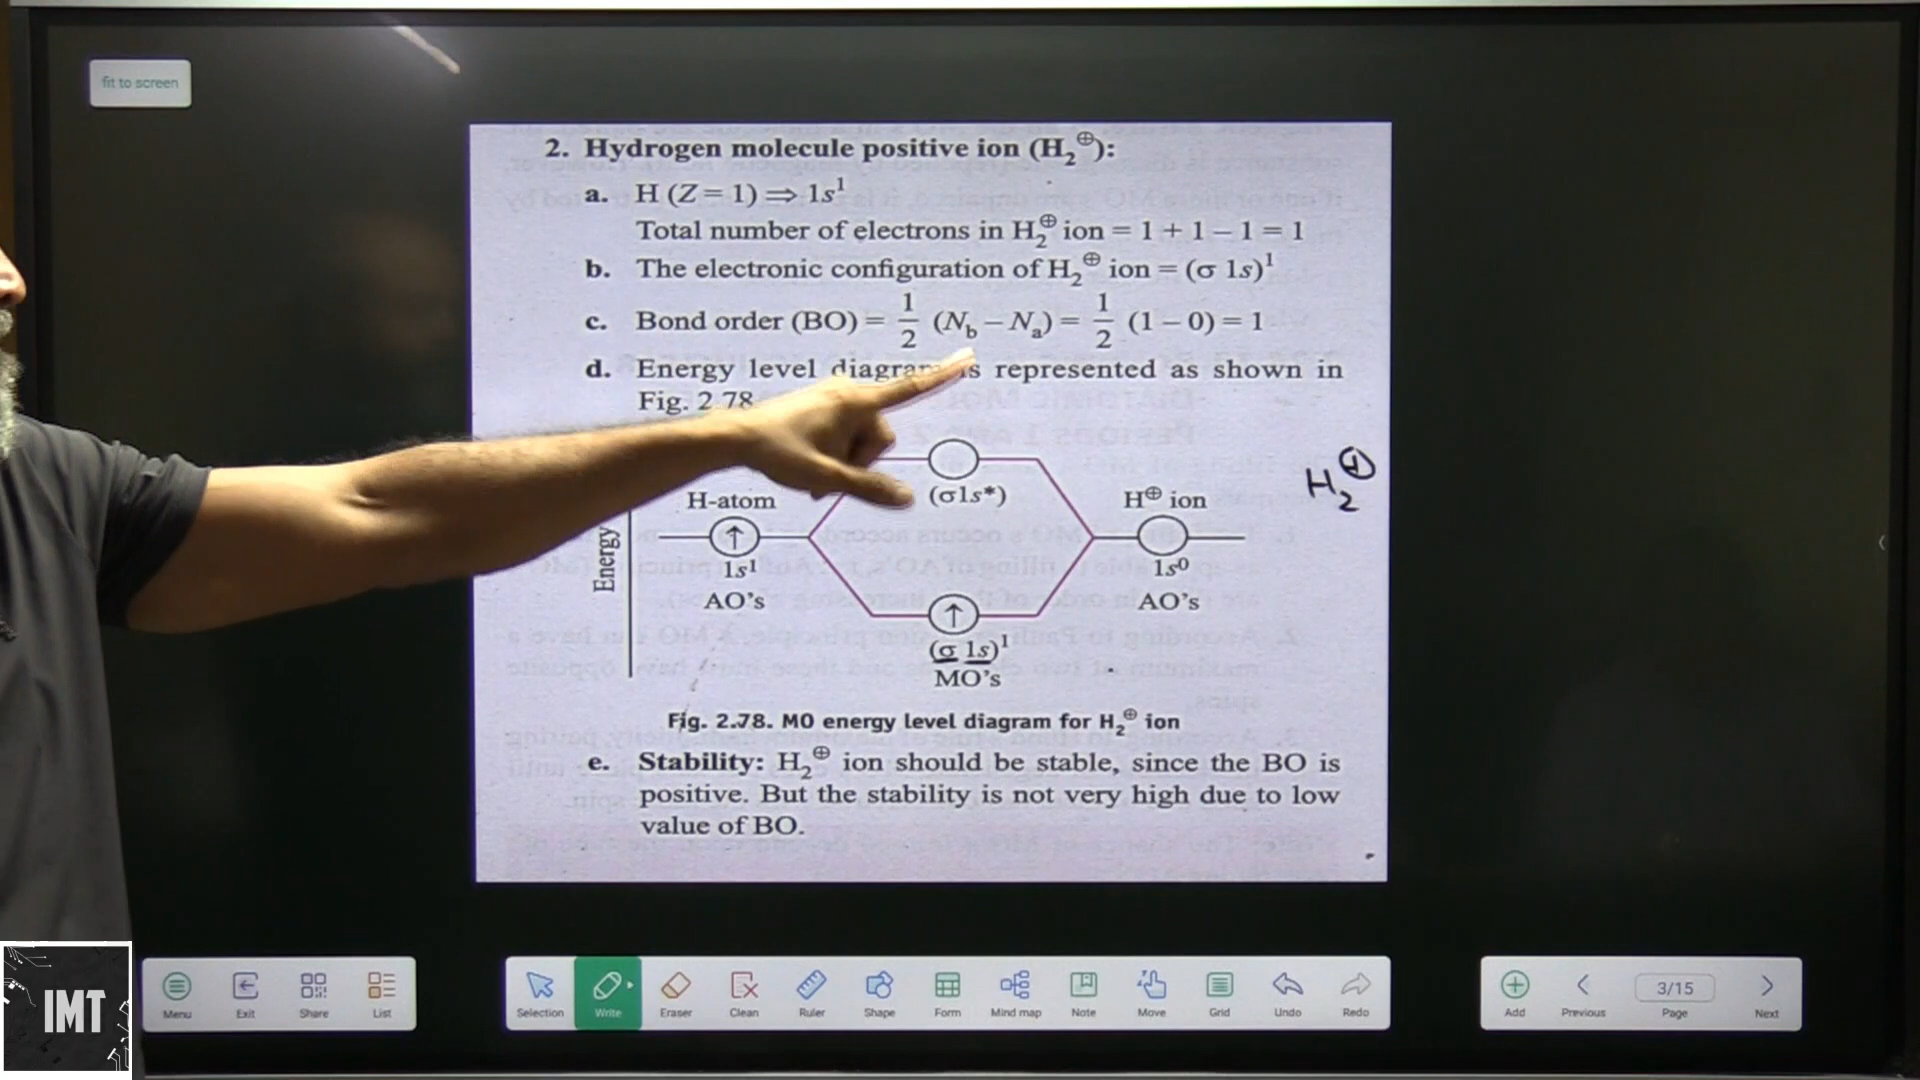 fit to screen
2. Hydrogen molecule positive ion (H₂⊕):
a. H (Z = 1) ⇒ 1s¹
Total number of electrons in H₂⊕ ion = 1 + 1 – 1 = 1
b. The electronic configuration of H₂⊕ ion = (σ 1s)¹
c. Bond order (BO) = 1/2 (N_b – N_a) = 1/2 (1 – 0) = 1
d. Energy level diagram is represented as shown in
Fig. 2.78
(σ1s*)
H-atom
H⊕ ion
H₂⊕
Energy
↑
1s¹
1s⁰
AO's
AO's
↑
(σ 1s)¹
MO's
Fig. 2.78. MO energy level diagram for H₂⊕ ion
e. Stability: H₂⊕ ion should be stable, since the BO is
positive. But the stability is not very high due to low
value of BO.
IMT
Menu Exit Share List
Selection Write Eraser Clean Ruler Shape Form Mind map Note Move Grid Undo Redo
Add Previous 3/15 Page Next